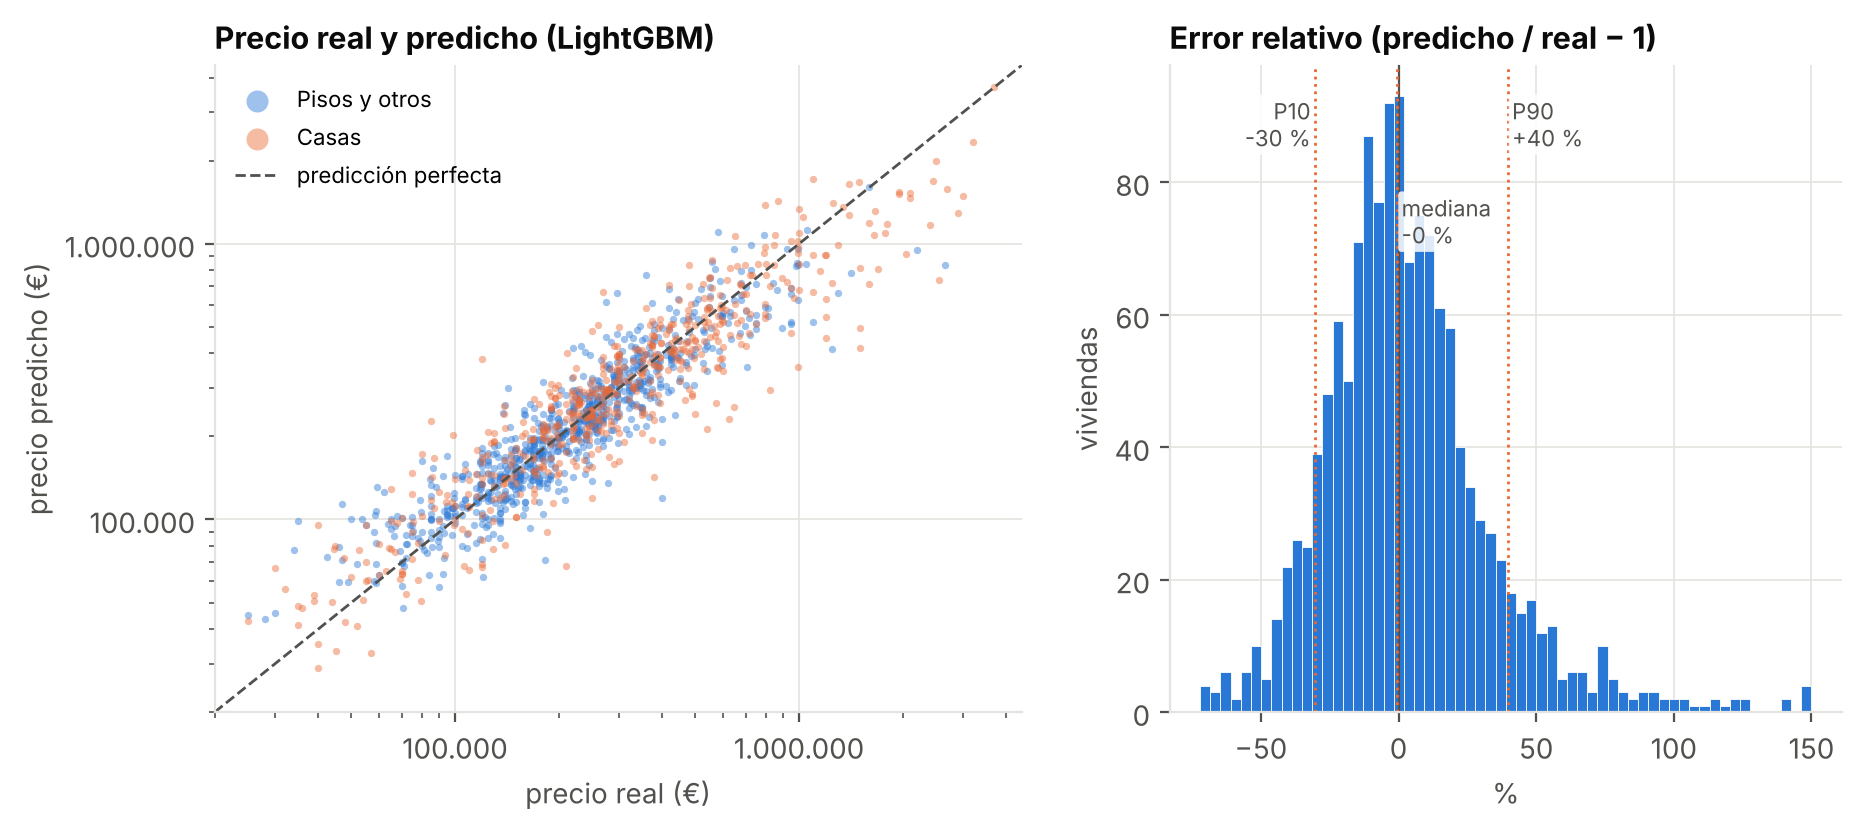 Precio real y predicho (LightGBM)
Pisos y otros
Casas
predicción perfecta
1.000.000
100.000
precio predicho (€)
100.000
1.000.000
precio real (€)
Error relativo (predicho / real − 1)
P10
-30 %
P90
+40 %
mediana
-0 %
80
60
40
20
0
viviendas
−50
0
50
100
150
%